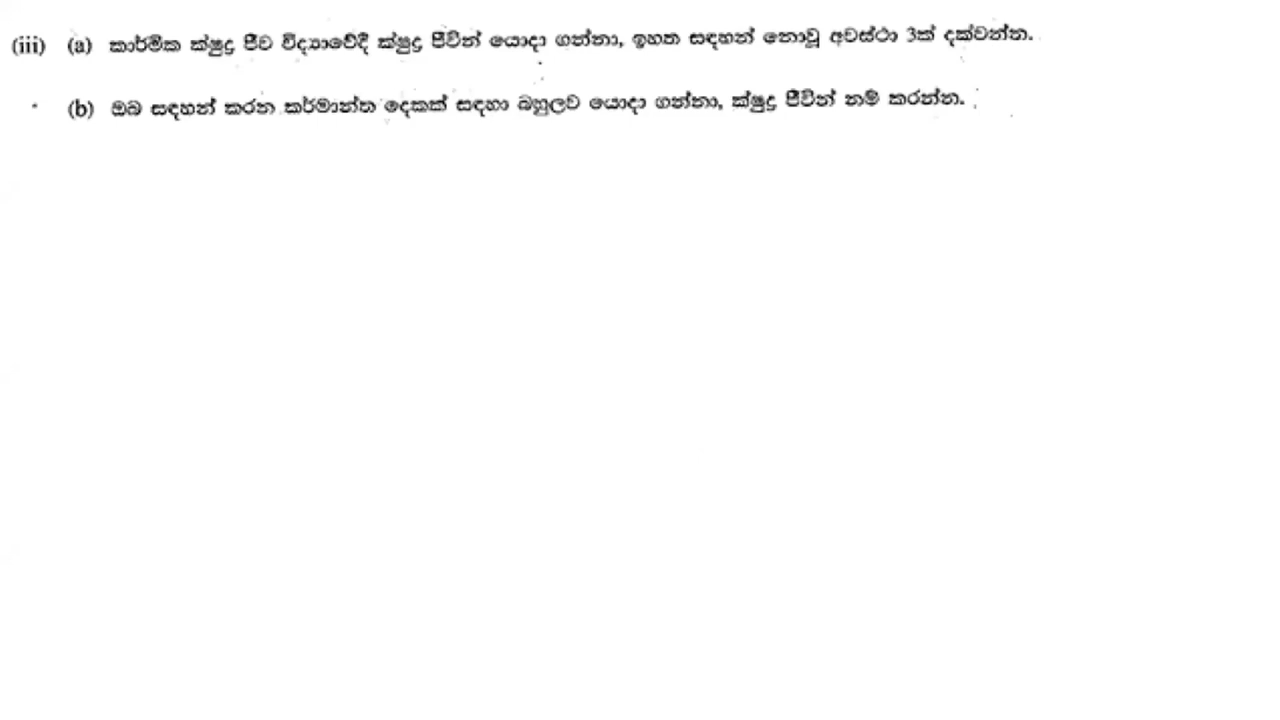 (iii) (a) කාර්මික ක්ෂුද්‍ර ජීව විද්‍යාවේදී ක්ෂුද්‍ර ජීවින් යොදා ගන්නා, ඉහත සඳහන් නොවූ අවස්ථා 3ක් දක්වන්න.
(b) ඔබ සඳහන් කරන කර්මාන්ත දෙකක් සඳහා බහුලව යොදා ගන්නා, ක්ෂුද්‍ර ජීවින් නම් කරන්න.